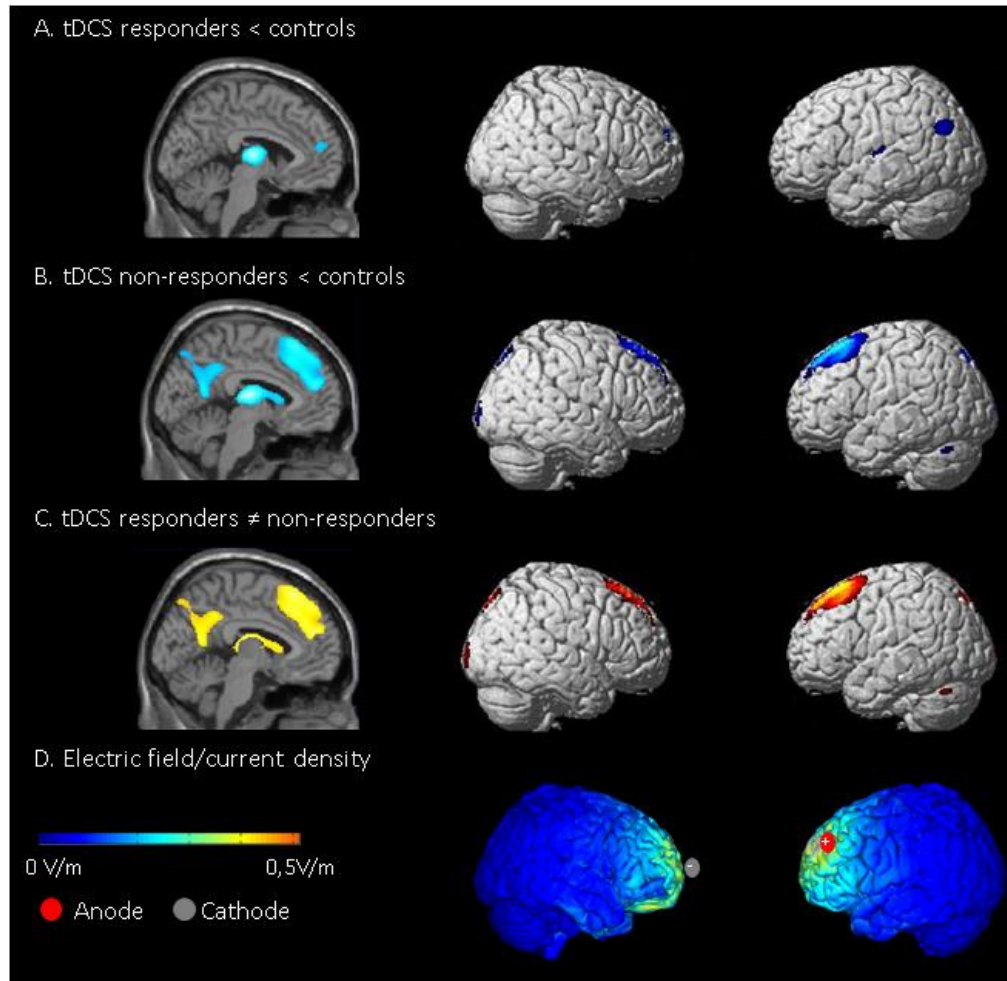 A. tDCS responders < controls
B. tDCS non-responders < controls
C. tDCS responders ≠ non-responders
D. Electric field/current density
0 V/m 0,5V/m
Anode Cathode
-
+